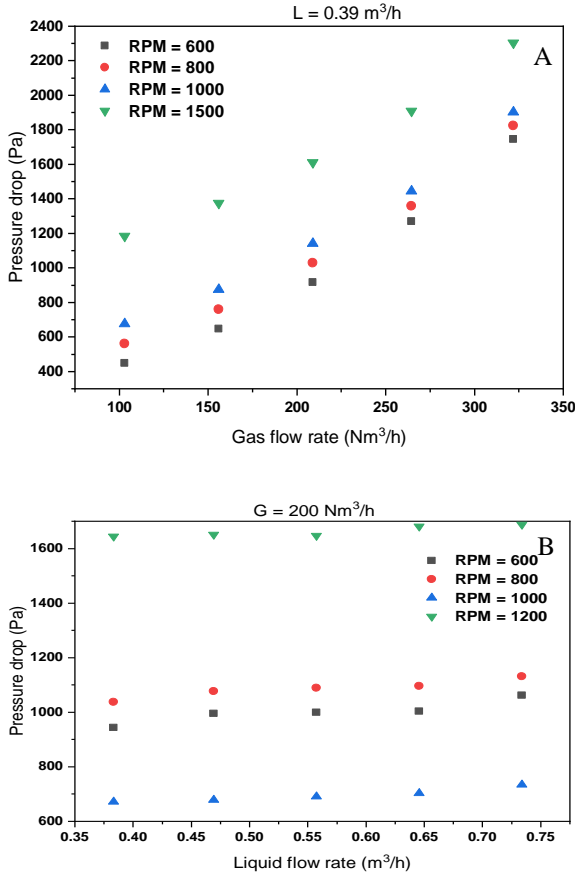 L = 0.39 m³/h
A
RPM = 600
RPM = 800
RPM = 1000
RPM = 1500
Pressure drop (Pa)
2400
2200
2000
1800
1600
1400
1200
1000
800
600
400
100 150 200 250 300 350
Gas flow rate (Nm³/h)
G = 200 Nm³/h
B
RPM = 600
RPM = 800
RPM = 1000
RPM = 1200
Pressure drop (Pa)
1600
1400
1200
1000
800
600
0.35 0.40 0.45 0.50 0.55 0.60 0.65 0.70 0.75
Liquid flow rate (m³/h)